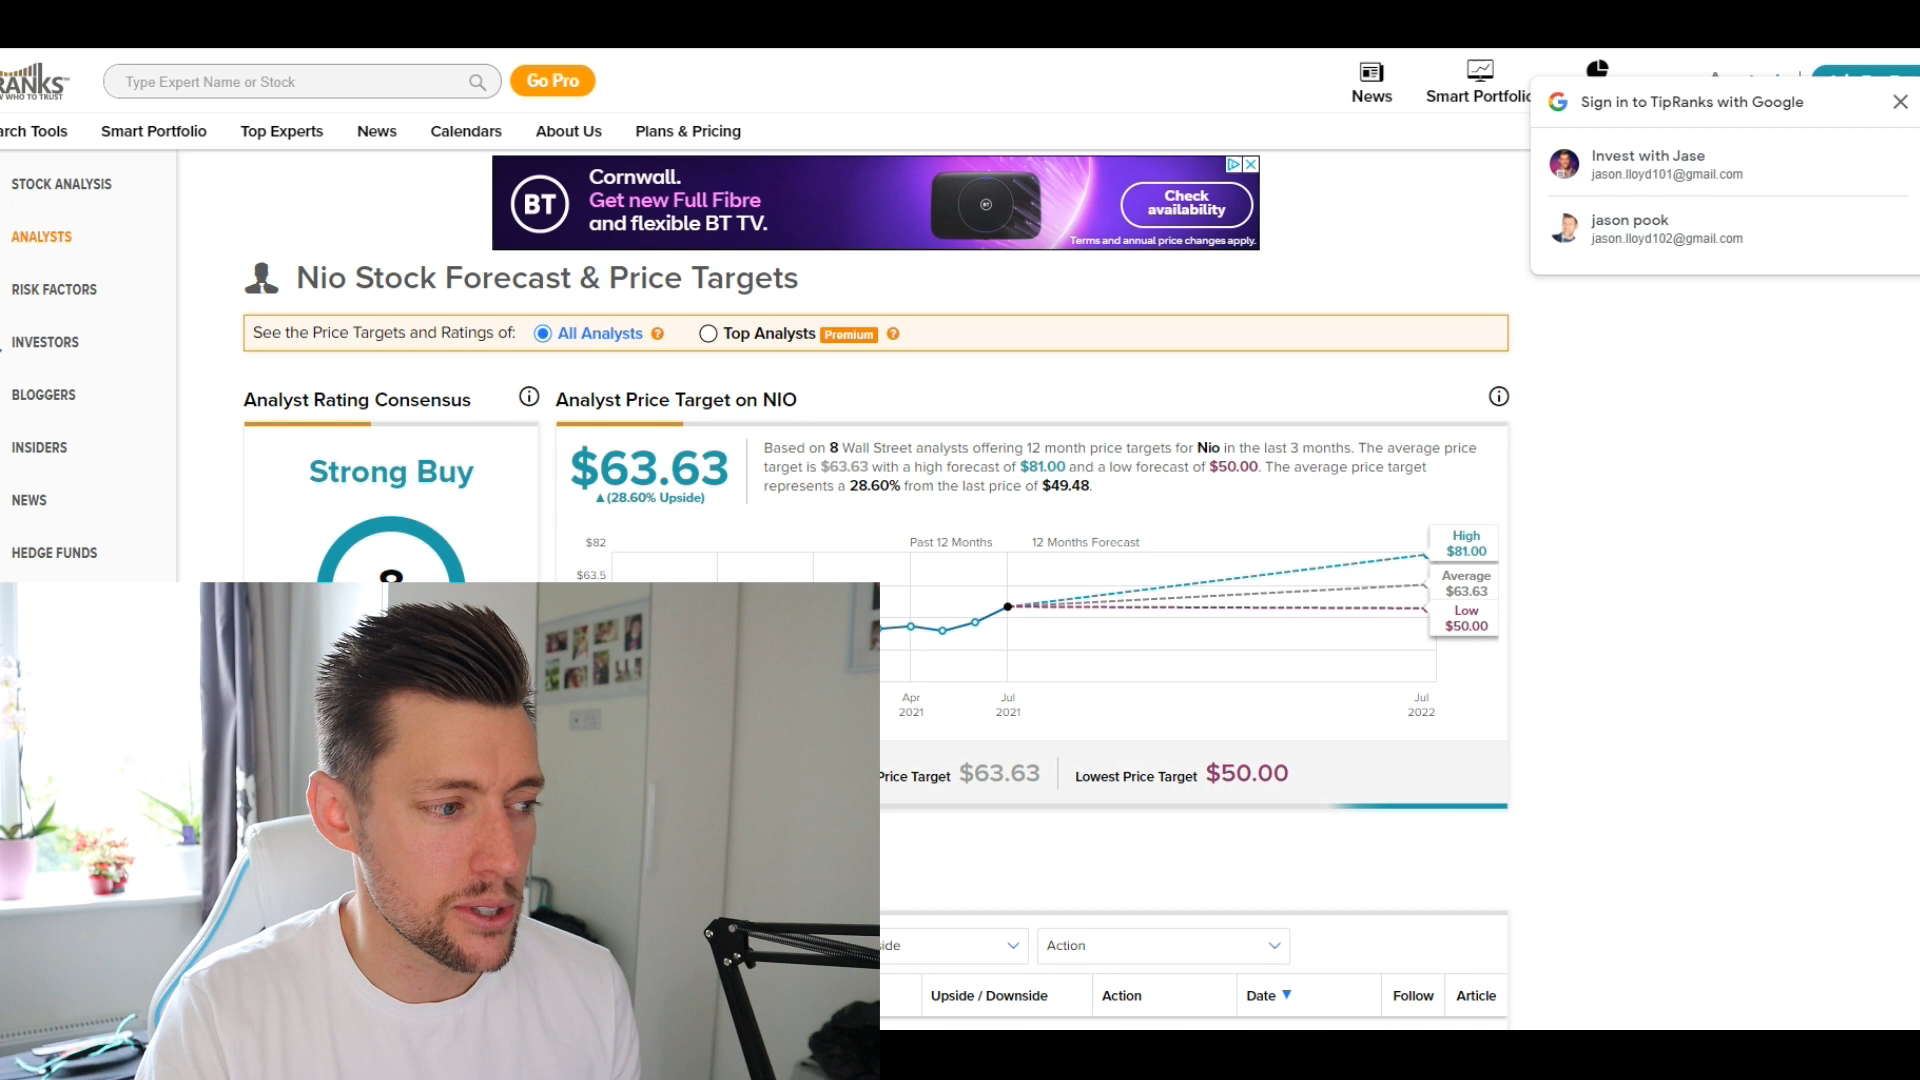 RANKS
WHO TO TRUST
Type Expert Name or Stock
Go Pro
News
Smart Portfolio
arch Tools
Smart Portfolio
Top Experts
News
Calendars
About Us
Plans & Pricing
Sign in to TipRanks with Google
Invest with Jase
jason.lloyd101@gmail.com
jason pook
jason.lloyd102@gmail.com
STOCK ANALYSIS
ANALYSTS
RISK FACTORS
INVESTORS
BLOGGERS
INSIDERS
NEWS
HEDGE FUNDS
BT
Cornwall.
Get new Full Fibre
and flexible BT TV.
Check
availability
Terms and annual price changes apply.
Nio Stock Forecast & Price Targets
See the Price Targets and Ratings of:
All Analysts
Top Analysts
Premium
Analyst Rating Consensus
Strong Buy
Analyst Price Target on NIO
$63.63
▲(28.60% Upside)
Based on 8 Wall Street analysts offering 12 month price targets for Nio in the last 3 months. The average price
target is $63.63 with a high forecast of $81.00 and a low forecast of $50.00. The average price target
represents a 28.60% from the last price of $49.48.
$82
$63.5
Past 12 Months
12 Months Forecast
High
$81.00
Average
$63.63
Low
$50.00
Apr
2021
Jul
2021
Jul
2022
Price Target $63.63
Lowest Price Target $50.00
ide
Action
Upside / Downside
Action
Date
Follow
Article